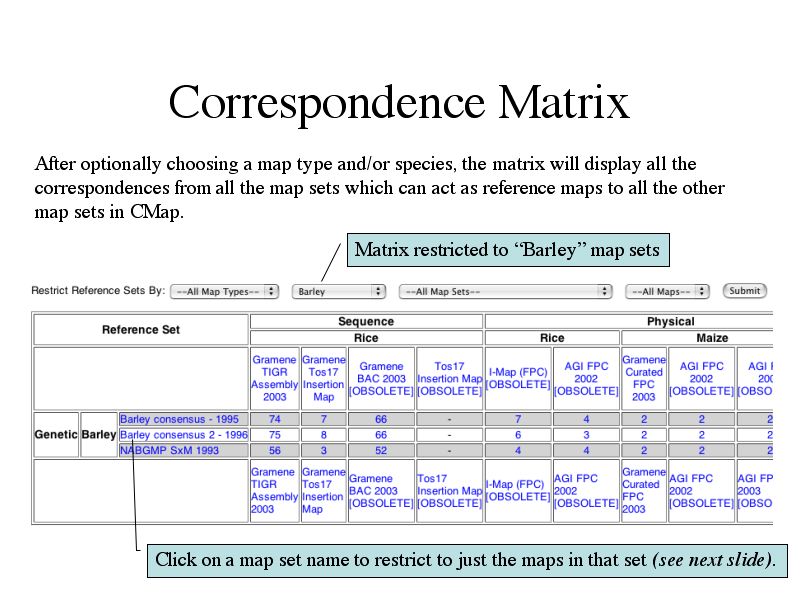 Correspondence Matrix
After optionally choosing a map type and/or species, the matrix will display all the
correspondences from all the map sets which can act as reference maps to all the other
map sets in CMap.
Matrix restricted to “Barley” map sets
Restrict Reference Sets By: --All Map Types-- Barley --All Map Sets-- --All Maps-- Submit
Reference Set Sequence Physical
Rice Rice Maize
Gramene TIGR Assembly 2003 Gramene Tos17 Insertion Map Gramene BAC 2003 [OBSOLETE] Tos17 Insertion Map [OBSOLETE] I-Map (FPC) [OBSOLETE] AGI FPC 2002 [OBSOLETE] Gramene Curated FPC 2003 AGI FPC 2002 [OBSOLETE] AGI F 200 [OBSO
Genetic Barley Barley consensus - 1995 74 7 66 - 7 4 2 2 2
Barley consensus 2 - 1996 75 8 66 - 6 3 2 2 2
NABGMP SxM 1993 56 3 52 - 4 4 2 2 2
Gramene TIGR Assembly 2003 Gramene Tos17 Insertion Map Gramene BAC 2003 [OBSOLETE] Tos17 Insertion Map [OBSOLETE] I-Map (FPC) [OBSOLETE] AGI FPC 2002 [OBSOLETE] Gramene Curated FPC 2003 AGI FPC 2002 [OBSOLETE] AGI FP 2003 [OBSO
Click on a map set name to restrict to just the maps in that set (see next slide).